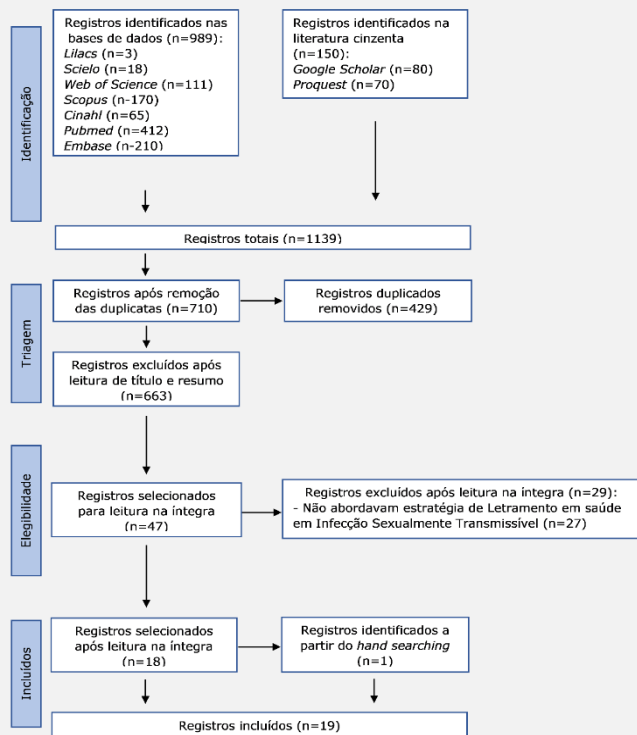 Identificação
Registros identificados nas
bases de dados (n=989):
Lilacs (n=3)
Scielo (n=18)
Web of Science (n=111)
Scopus (n-170)
Cinahl (n=65)
Pubmed (n=412)
Embase (n-210)
Registros identificados na
literatura cinzenta
(n=150):
Google Scholar (n=80)
Proquest (n=70)
Registros totais (n=1139)
Triagem
Registros após remoção
das duplicatas (n=710)
Registros duplicados
removidos (n=429)
Registros excluídos após
leitura de título e resumo
(n=663)
Elegibilidade
Registros selecionados
para leitura na íntegra
(n=47)
Registros excluídos após leitura na íntegra (n=29):
- Não abordavam estratégia de Letramento em saúde
em Infecção Sexualmente Transmissível (n=27)
Incluídos
Registros selecionados
após leitura na íntegra
(n=18)
Registros identificados a
partir do hand searching
(n=1)
Registros incluídos (n=19)